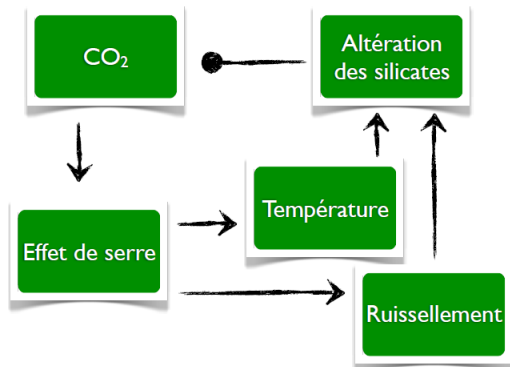 CO₂
Altération
des silicates
Effet de serre
Température
Ruissellement